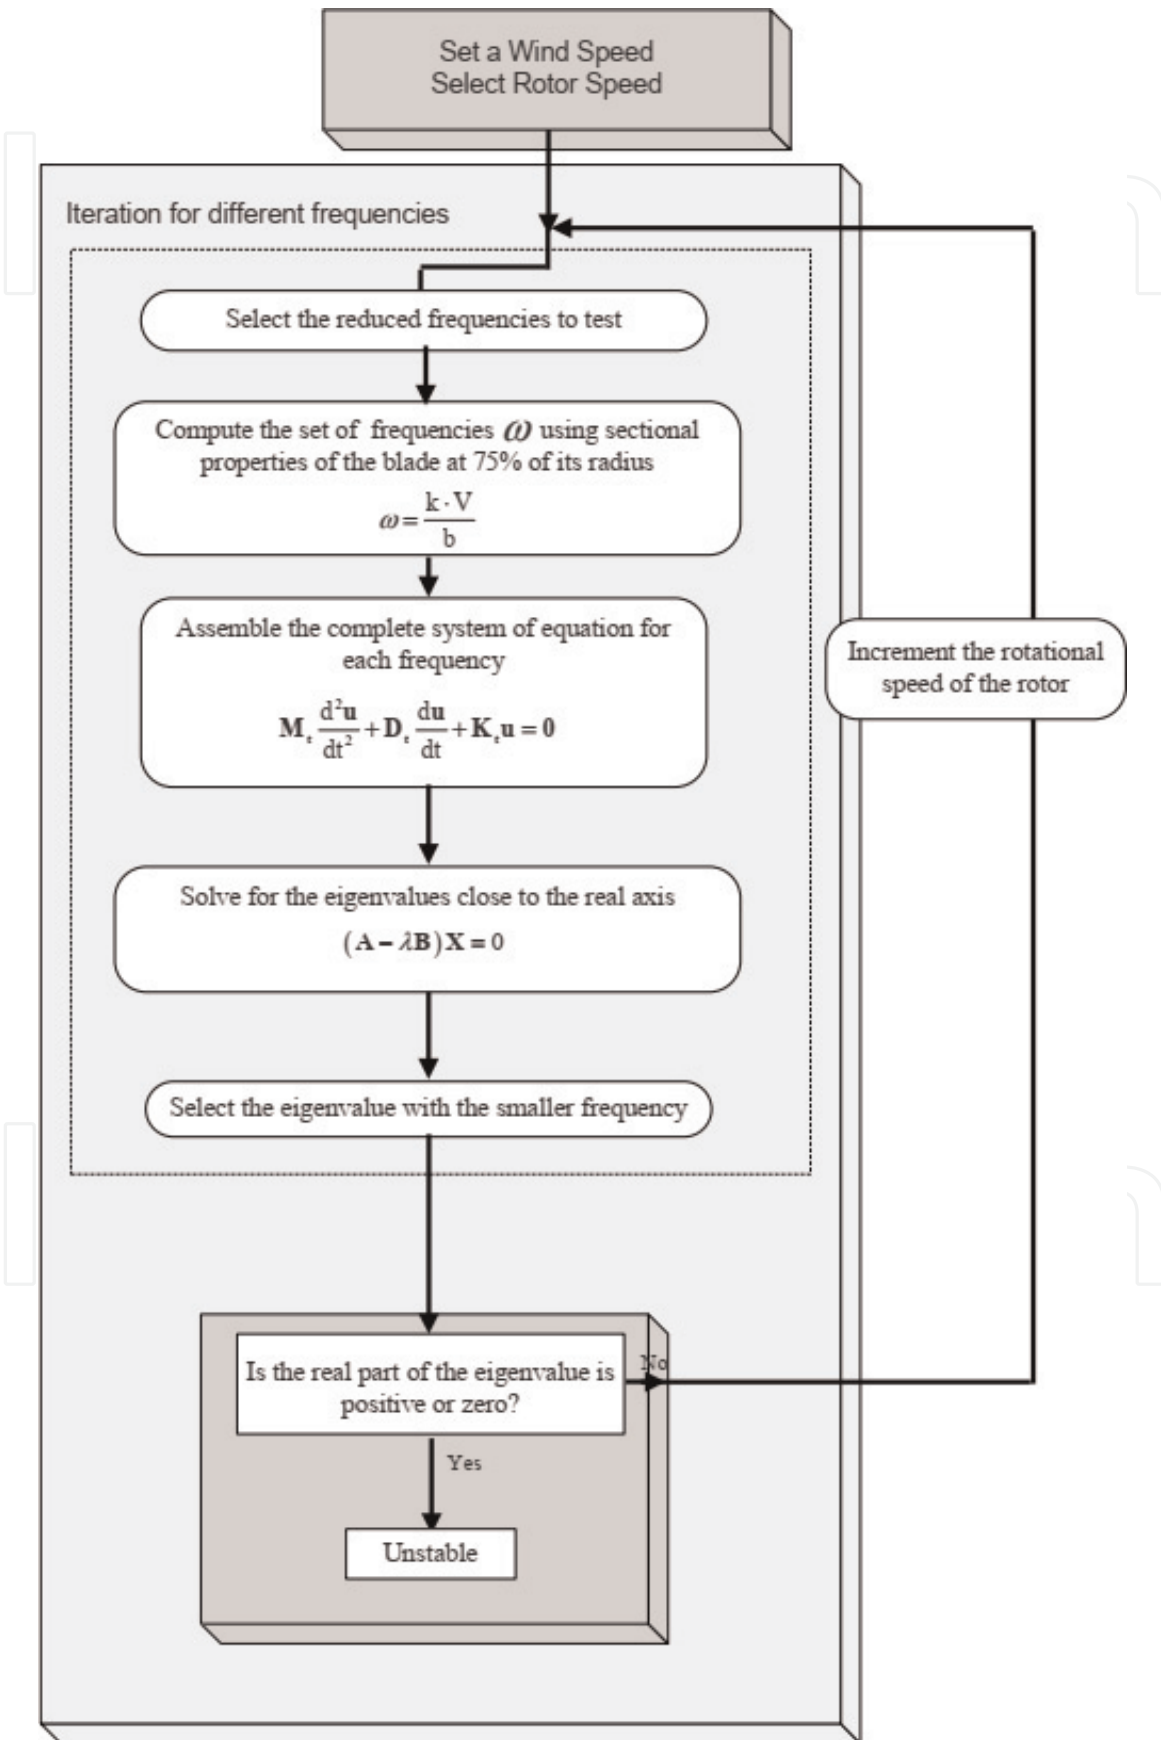 Set a Wind Speed
Select Rotor Speed
Iteration for different frequencies
Select the reduced frequencies to test
Compute the set of frequencies ω using sectional
properties of the blade at 75% of its radius
ω = k · V / b
Assemble the complete system of equation for
each frequency
M_t d²u/dt² + D_t du/dt + K_t u = 0
Increment the rotational
speed of the rotor
Solve for the eigenvalues close to the real axis
(A − λB)X = 0
Select the eigenvalue with the smaller frequency
Is the real part of the eigenvalue is
positive or zero?
No
Yes
Unstable